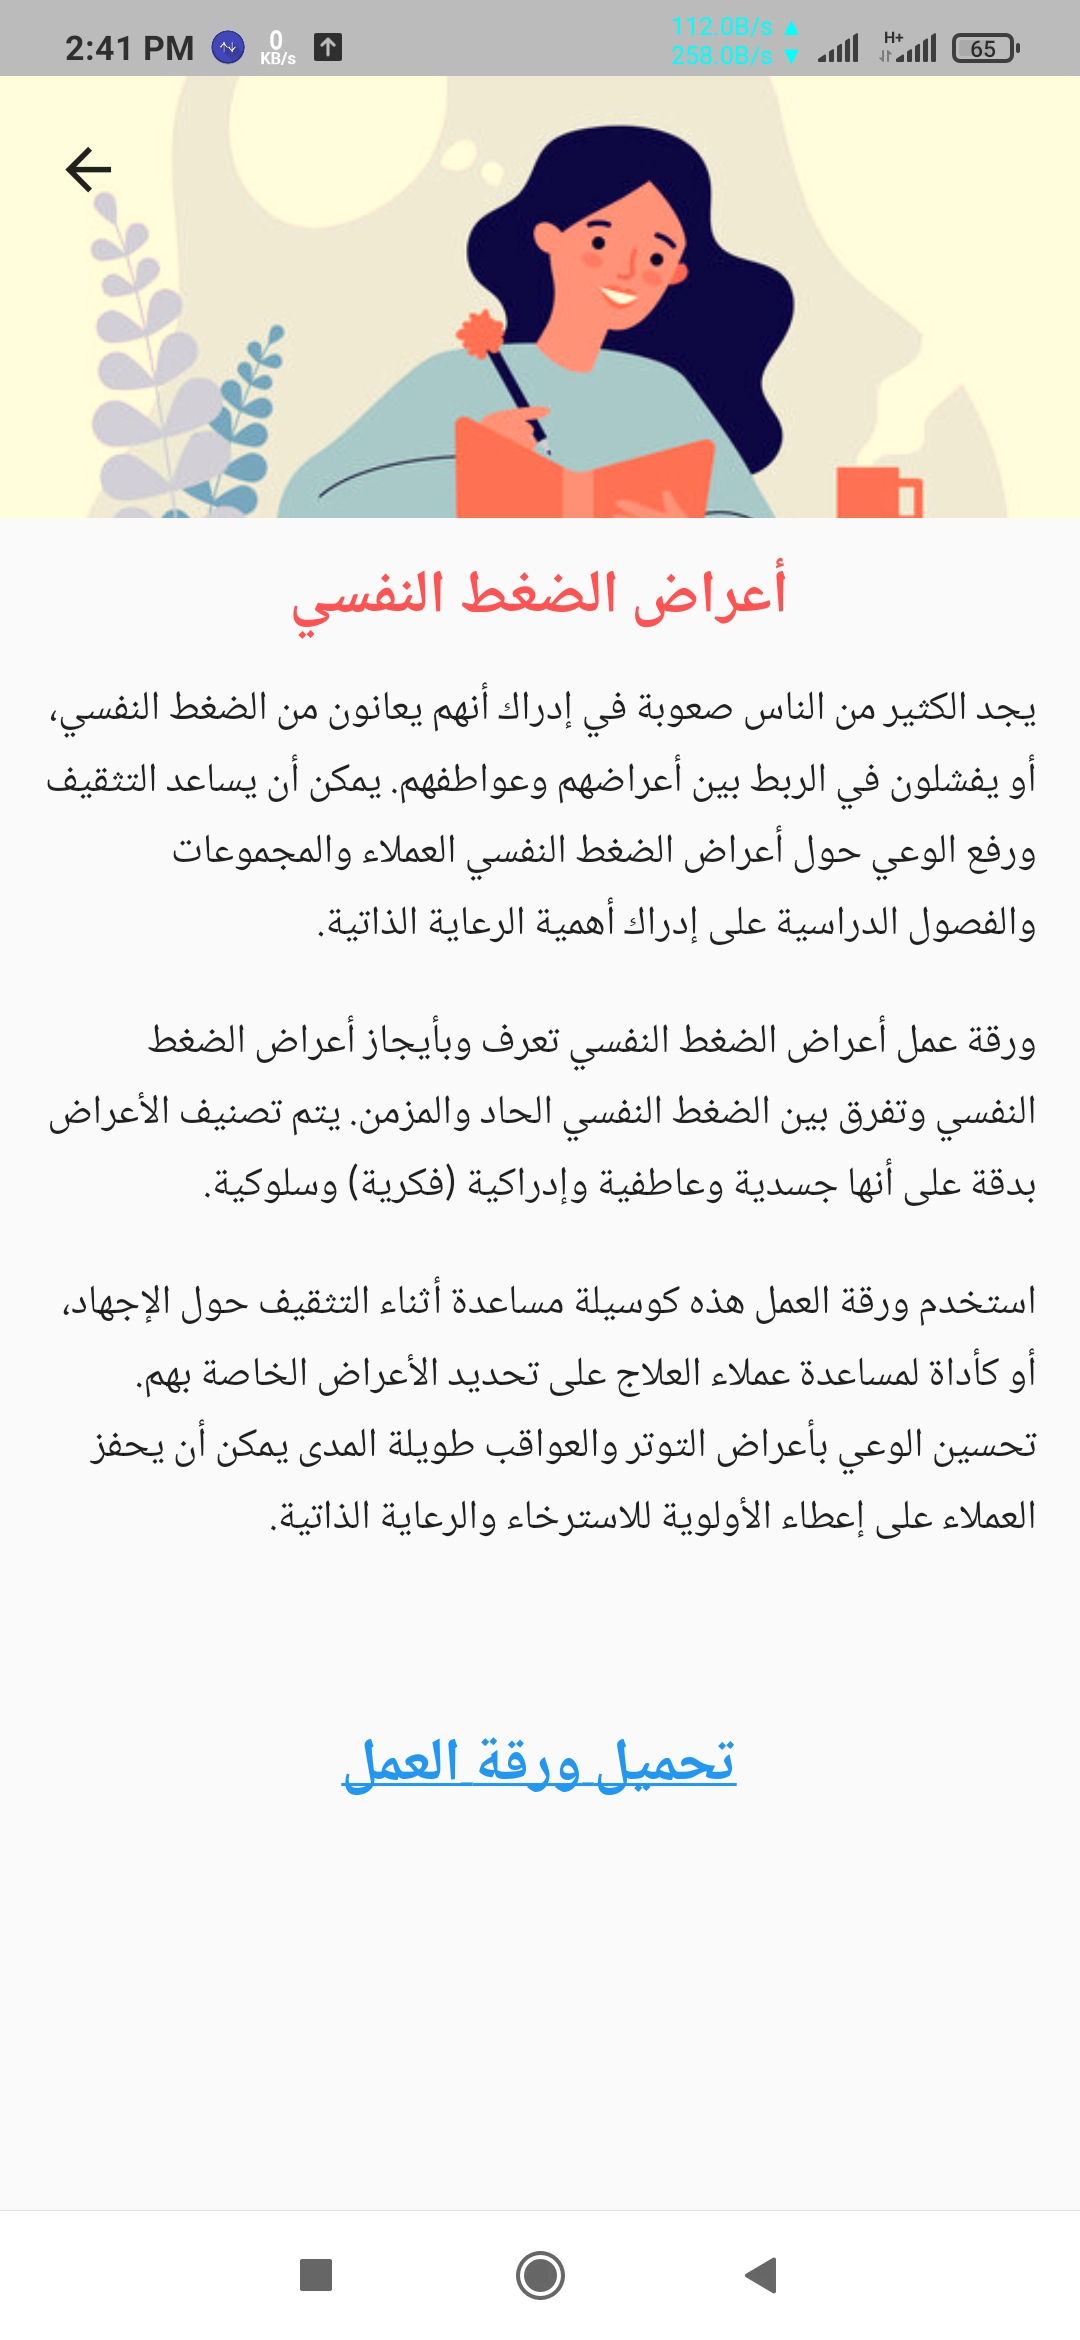 2:41 PM
0
KB/s
112.0B/s ▲
258.0B/s ▼
H+
65
أعراض الضغط النفسي
يجد الكثير من الناس صعوبة في إدراك أنهم يعانون من الضغط النفسي،
أو يفشلون في الربط بين أعراضهم وعواطفهم. يمكن أن يساعد التثقيف
ورفع الوعي حول أعراض الضغط النفسي العملاء والمجموعات
والفصول الدراسية على إدراك أهمية الرعاية الذاتية.
ورقة عمل أعراض الضغط النفسي تعرف وبأيجاز أعراض الضغط
النفسي وتفرق بين الضغط النفسي الحاد والمزمن. يتم تصنيف الأعراض
بدقة على أنها جسدية وعاطفية وإدراكية (فكرية) وسلوكية.
استخدم ورقة العمل هذه كوسيلة مساعدة أثناء التثقيف حول الإجهاد،
أو كأداة لمساعدة عملاء العلاج على تحديد الأعراض الخاصة بهم.
تحسين الوعي بأعراض التوتر والعواقب طويلة المدى يمكن أن يحفز
العملاء على إعطاء الأولوية للاسترخاء والرعاية الذاتية.
تحميل ورقة العمل